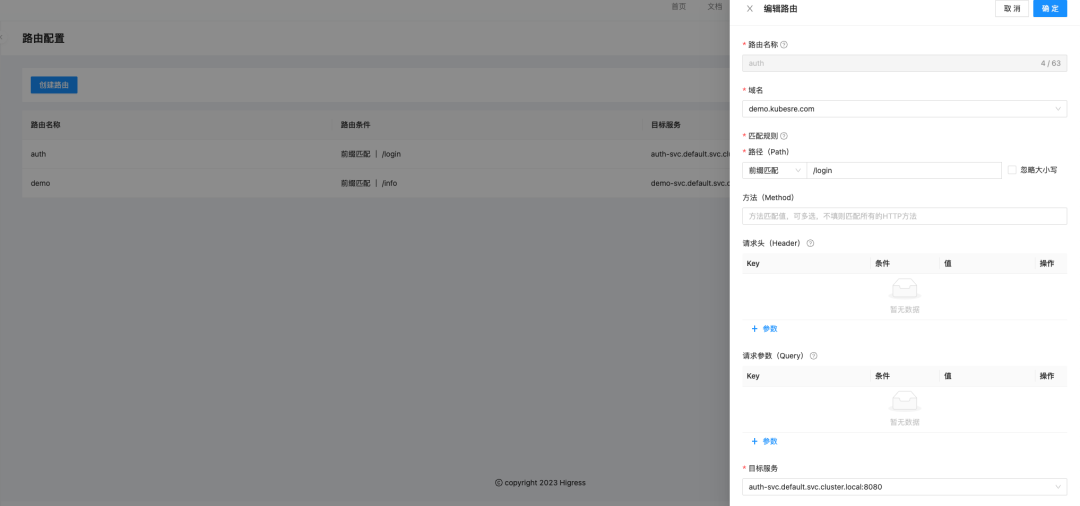 首页 文档
路由配置
创建路由
路由名称 路由条件 目标服务
auth 前缀匹配 | /login auth-svc.default.svc.cl
demo 前缀匹配 | /info demo-svc.default.svc.c
© copyright 2023 Higress
编辑路由 取 消 确 定
* 路由名称
auth 4 / 63
* 域名
demo.kubesre.com
* 匹配规则
* 路径（Path）
前缀匹配 /login 忽略大小写
方法（Method）
方法匹配值，可多选，不填则匹配所有的HTTP方法
请求头（Header）
Key 条件 值 操作
暂无数据
+ 参数
请求参数（Query）
Key 条件 值 操作
暂无数据
+ 参数
* 目标服务
auth-svc.default.svc.cluster.local:8080